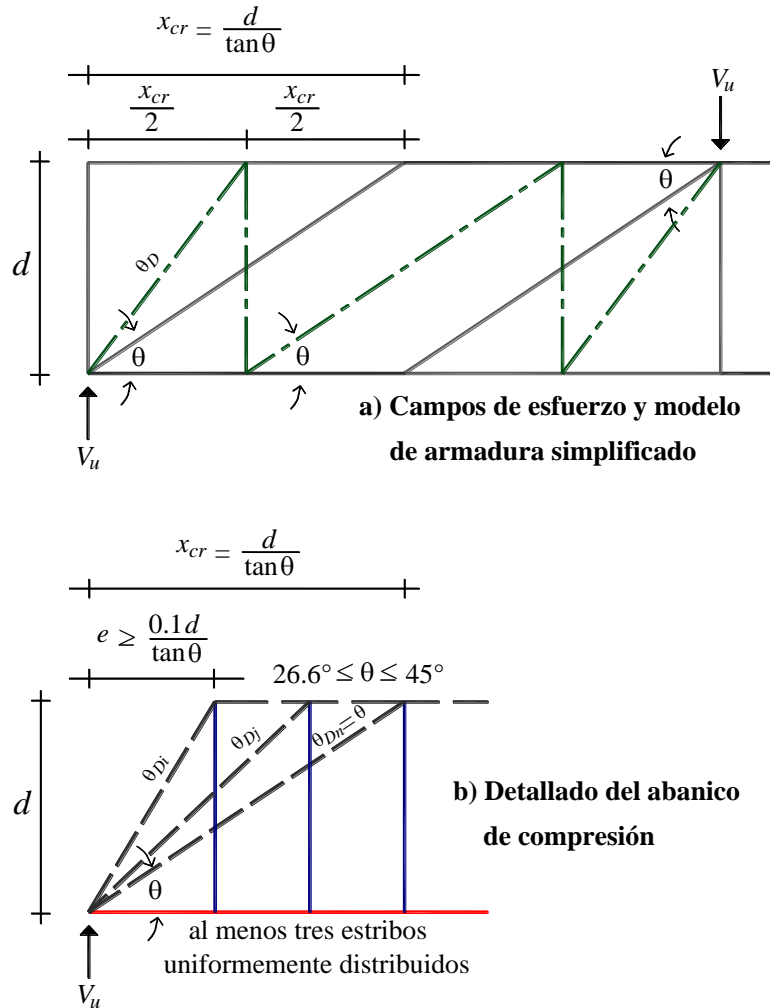 x_cr = d / tanθ
x_cr / 2
x_cr / 2
V_u
d
θ_D
θ
θ
θ
V_u
a) Campos de esfuerzo y modelo
de armadura simplificado
x_cr = d / tanθ
e ≥ 0.1d / tanθ
26.6° ≤ θ ≤ 45°
d
θ_Di
θ_Dj
θ_Dn = θ
θ
b) Detallado del abanico
de compresión
al menos tres estribos
uniformemente distribuidos
V_u